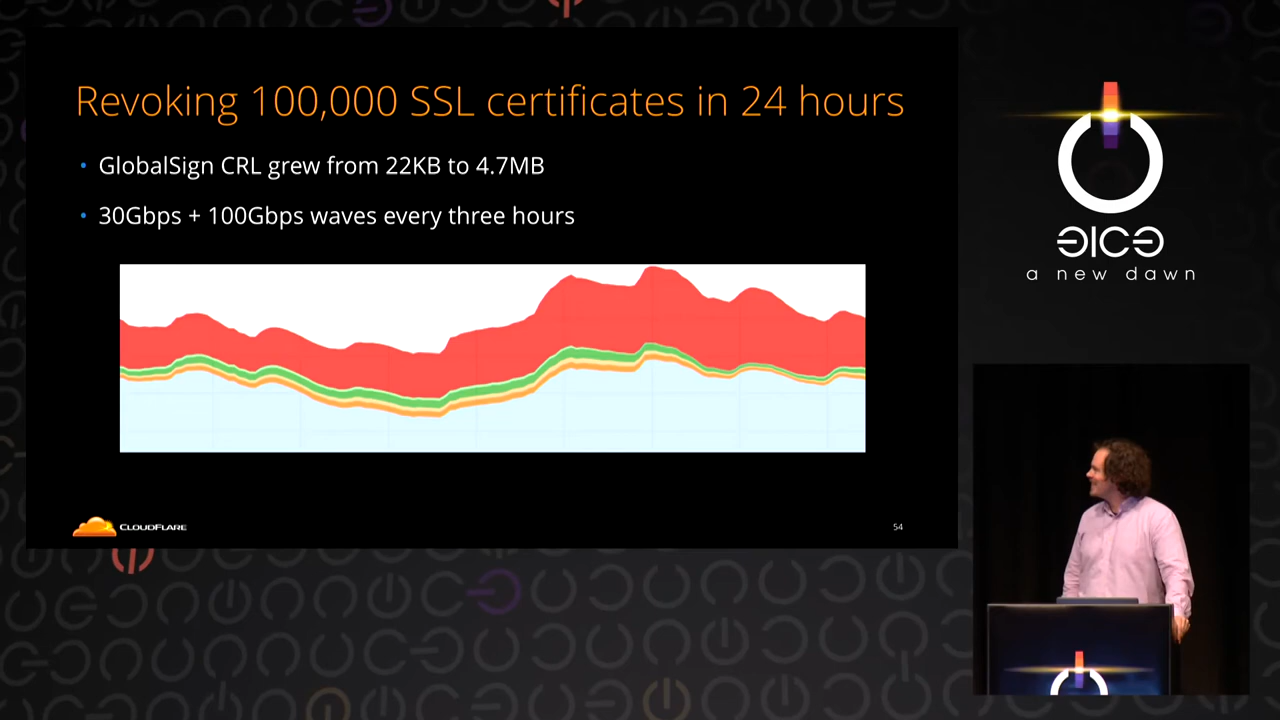 Revoking 100,000 SSL certificates in 24 hours
• GlobalSign CRL grew from 22KB to 4.7MB
• 30Gbps + 100Gbps waves every three hours
CLOUDFLARE
54
a new dawn